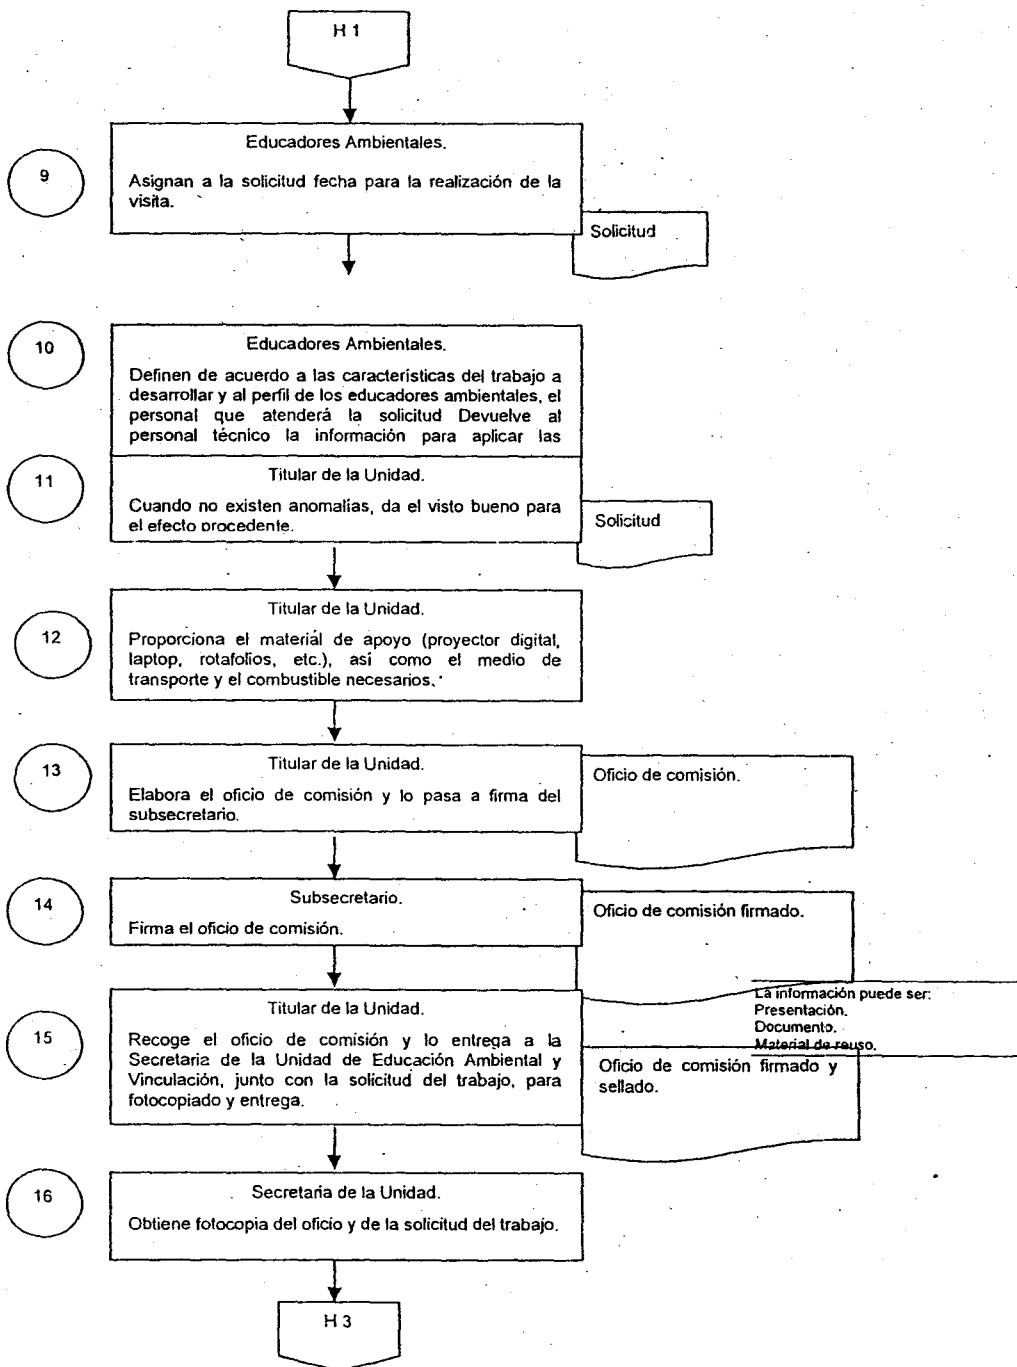 H 1
9
Educadores Ambientales.
Asignan a la solicitud fecha para la realización de la
visita.
Solicitud
10
Educadores Ambientales.
Definen de acuerdo a las características del trabajo a
desarrollar y al perfil de los educadores ambientales, el
personal que atenderá la solicitud Devuelve al
personal técnico la información para aplicar las
11
Titular de la Unidad.
Cuando no existen anomalías, da el visto bueno para
el efecto procedente.
Solicitud
12
Titular de la Unidad.
Proporciona el material de apoyo (proyector digital,
laptop, rotafolios, etc.), así como el medio de
transporte y el combustible necesarios.
13
Titular de la Unidad.
Elabora el oficio de comisión y lo pasa a firma del
subsecretario.
Oficio de comisión.
14
Subsecretario.
Firma el oficio de comisión.
Oficio de comisión firmado.
15
Titular de la Unidad.
Recoge el oficio de comisión y lo entrega a la
Secretaria de la Unidad de Educación Ambiental y
Vinculación, junto con la solicitud del trabajo, para
fotocopiado y entrega.
La información puede ser:
Presentación.
Documento.
Material de reuso.
Oficio de comisión firmado y
sellado.
16
Secretaria de la Unidad.
Obtiene fotocopia del oficio y de la solicitud del trabajo.
H 3